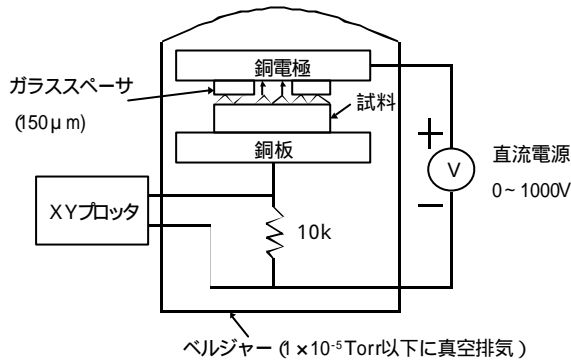 銅電極
ガラススペーサ
(150μm)
試料
銅板
+
V
直流電源
0~1000V
−
XYプロッタ
10k
ベルジャー(1×10⁻⁵Torr以下に真空排気)